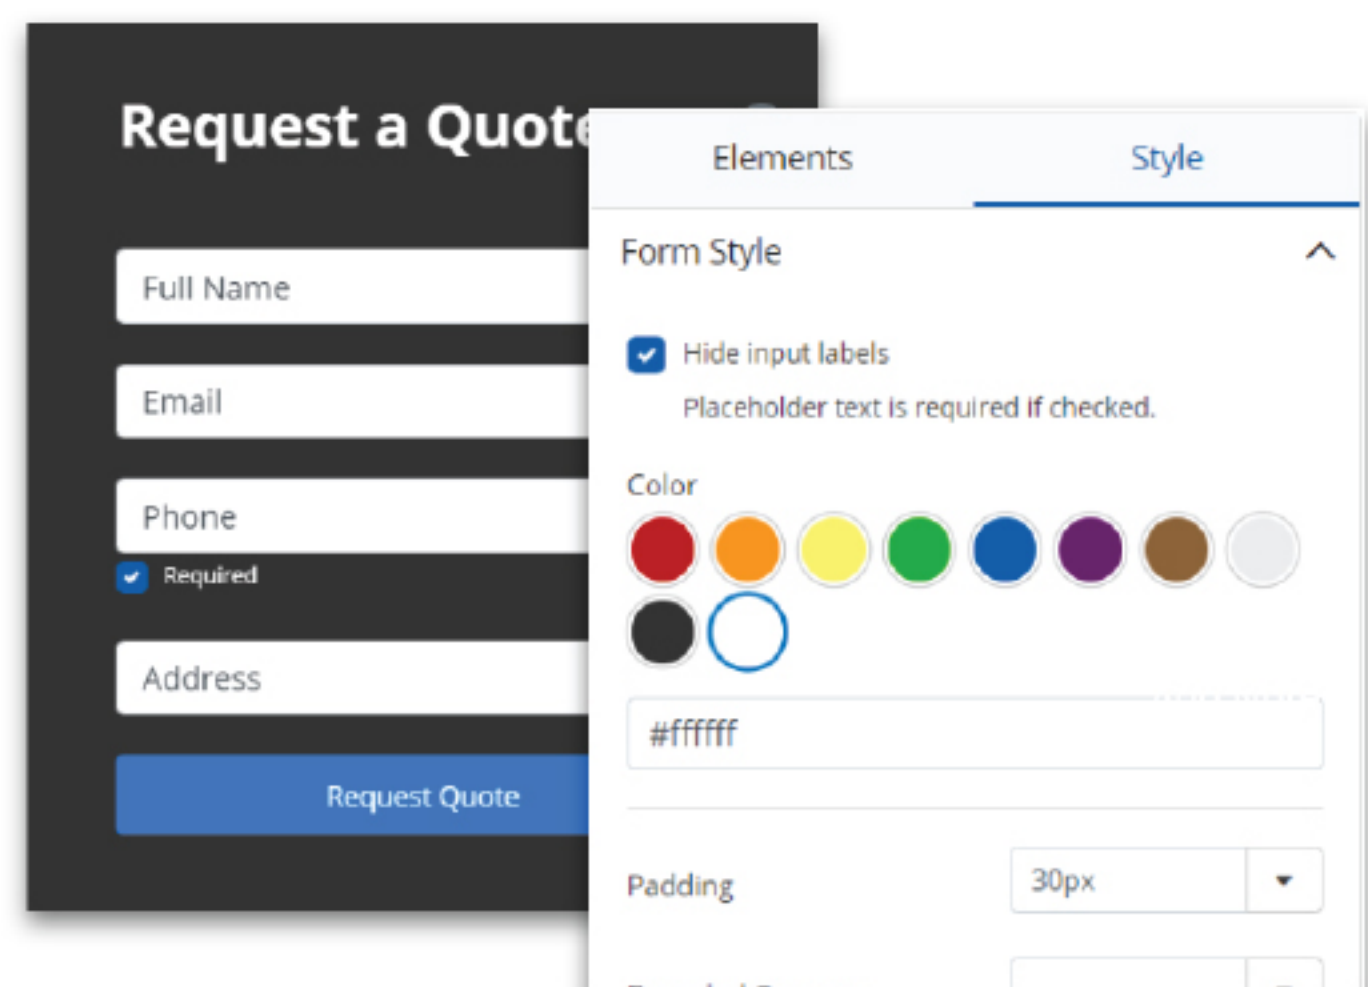 Request a Quote
Full Name
Email
Phone
Required
Address
Request Quote
Elements
Style
Form Style
Hide input labels
Placeholder text is required if checked.
Color
#ffffff
Padding
30px